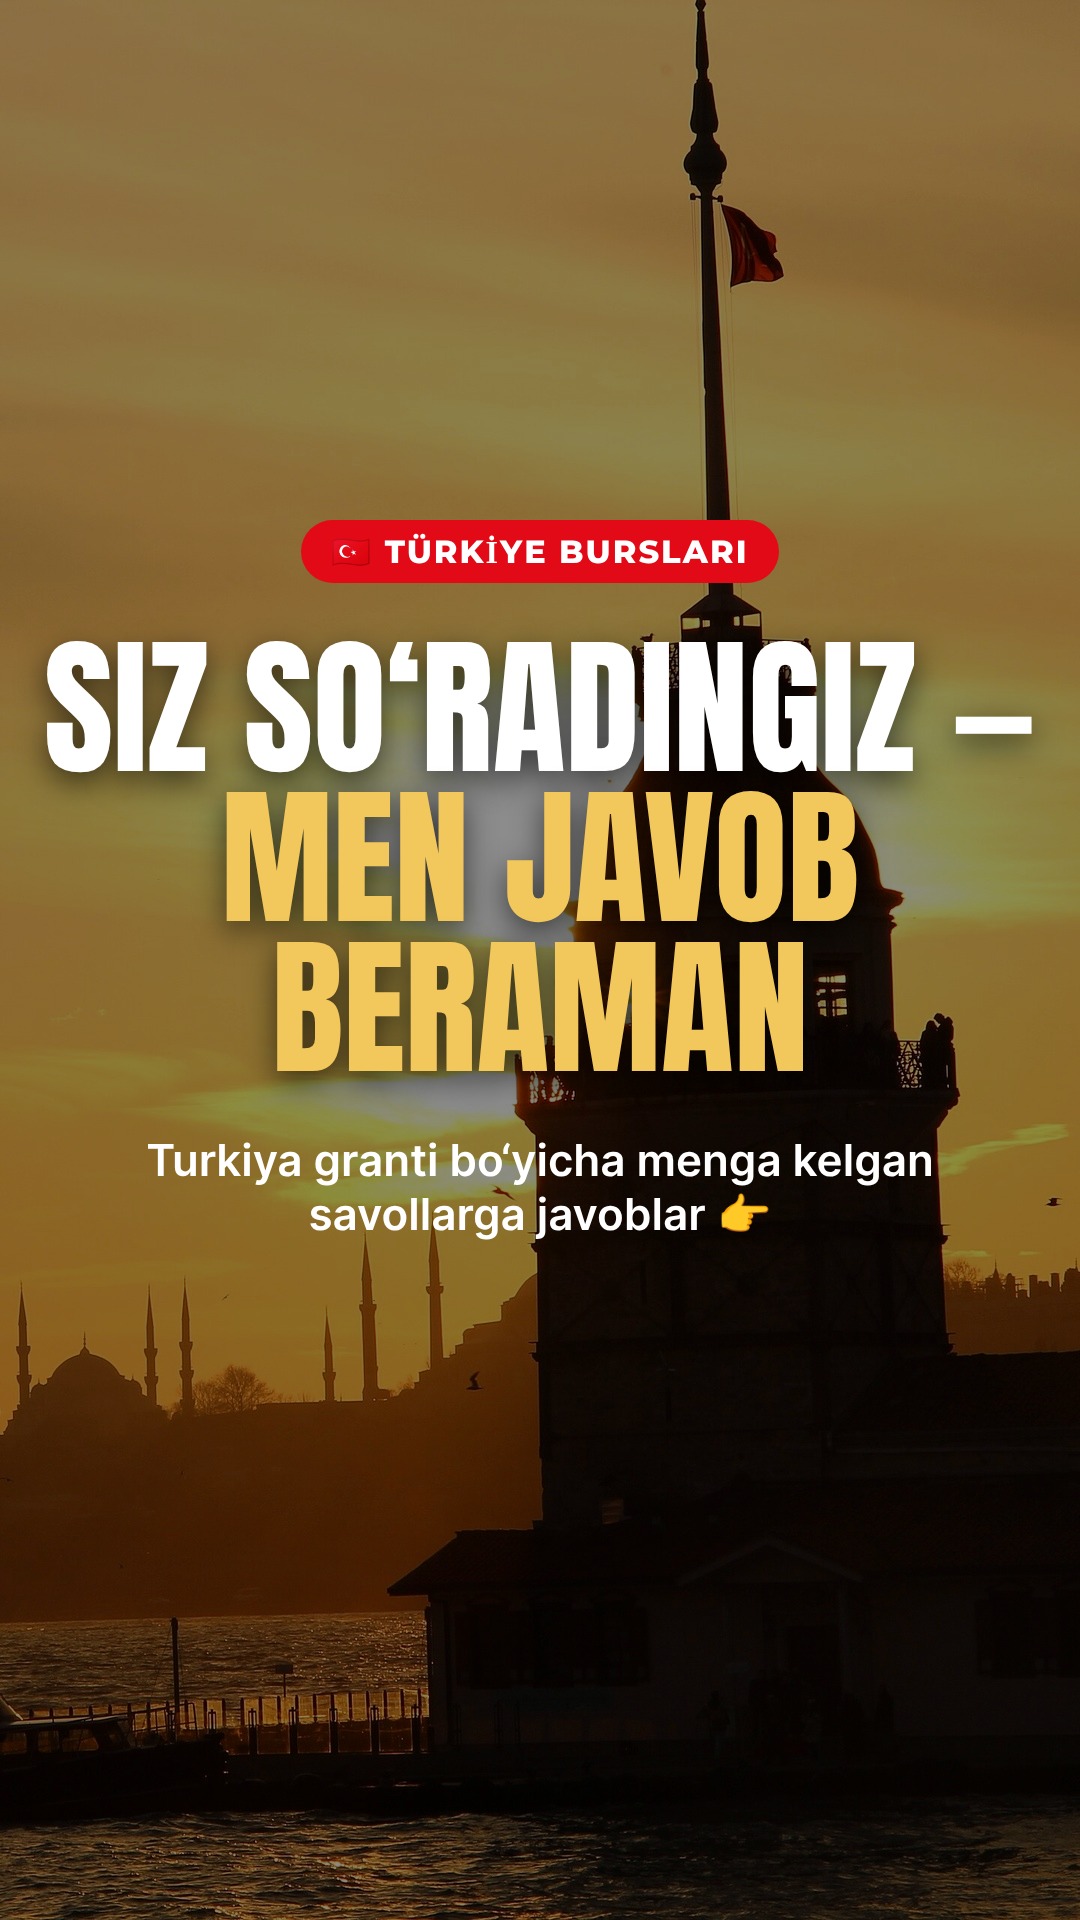 🇹🇷 TÜRKİYE BURSLARI
SIZ SO‘RADINGIZ —
MEN JAVOB
BERAMAN
Turkiya granti bo‘yicha menga kelgan
savollarga javoblar 👉